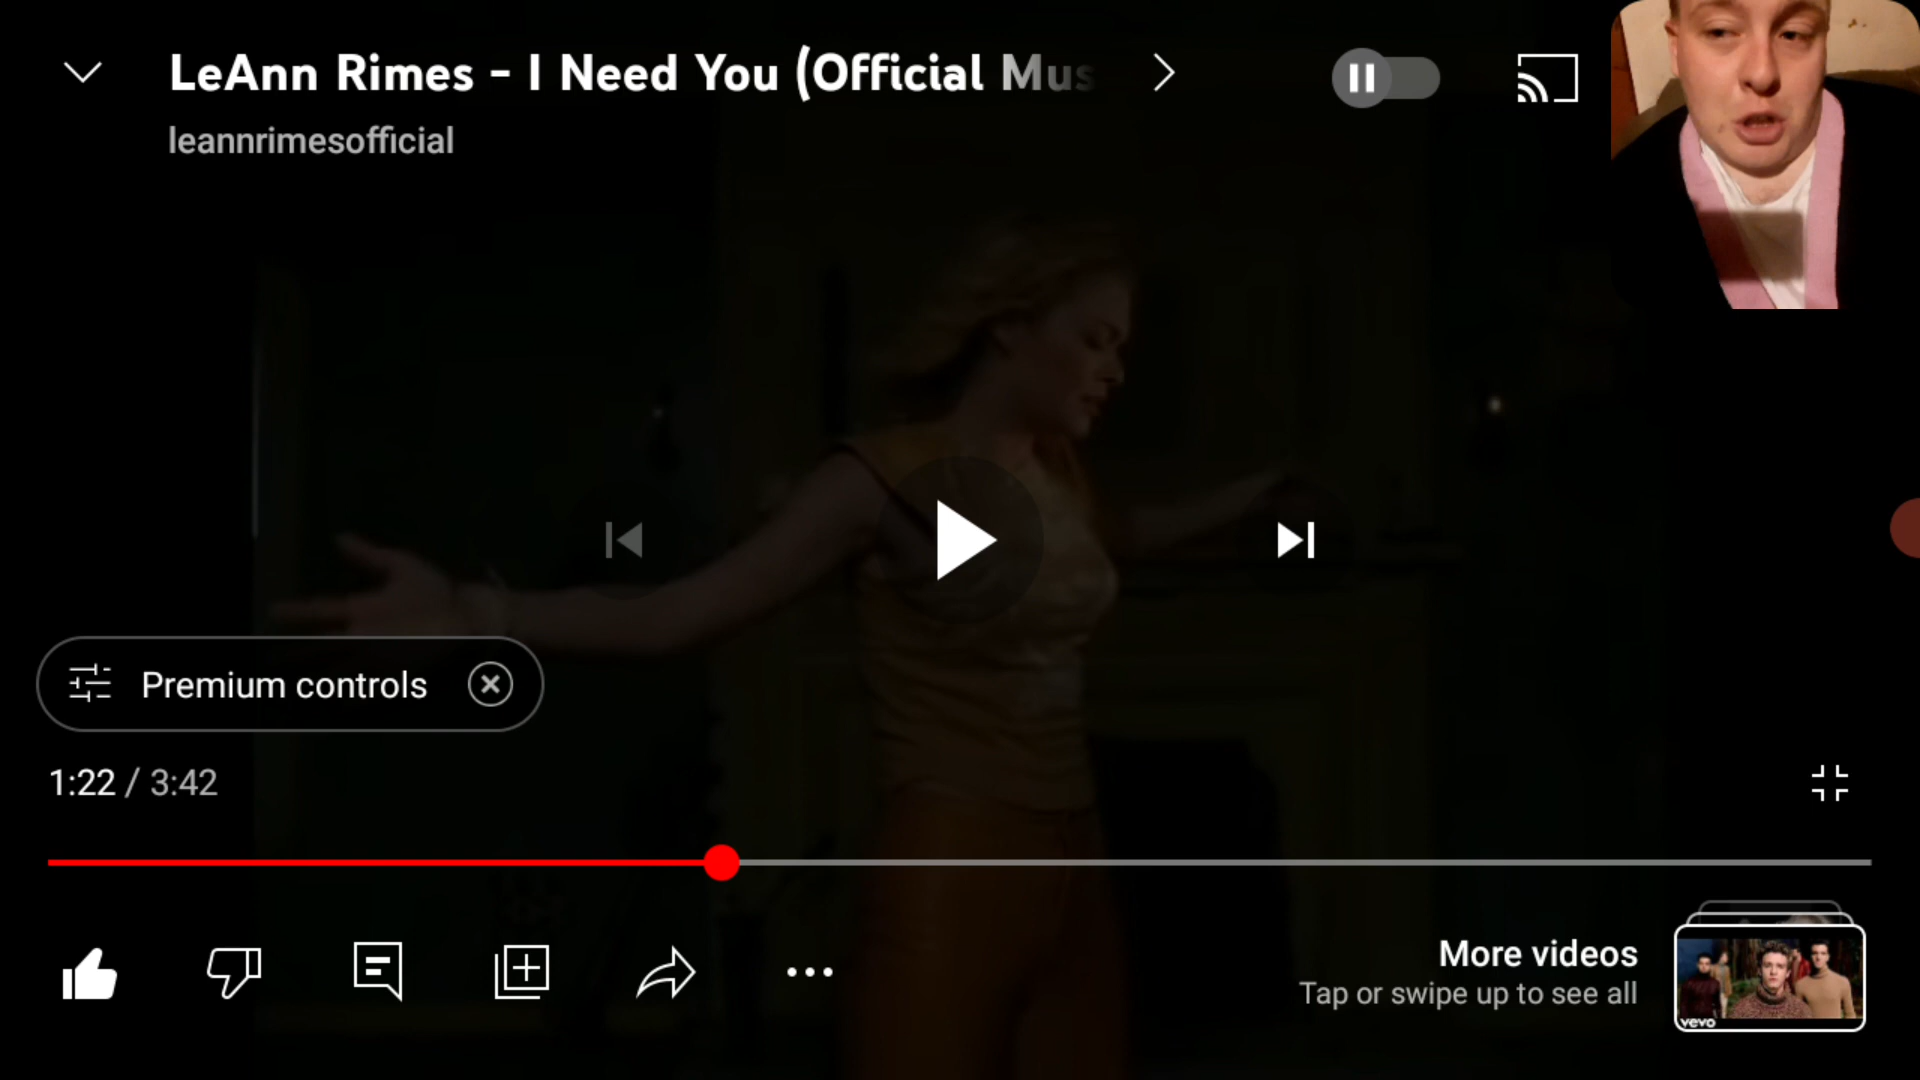 LeAnn Rimes - I Need You (Official Mus
leannrimesofficial
Premium controls
1:22 / 3:42
More videos
Tap or swipe up to see all
vevo